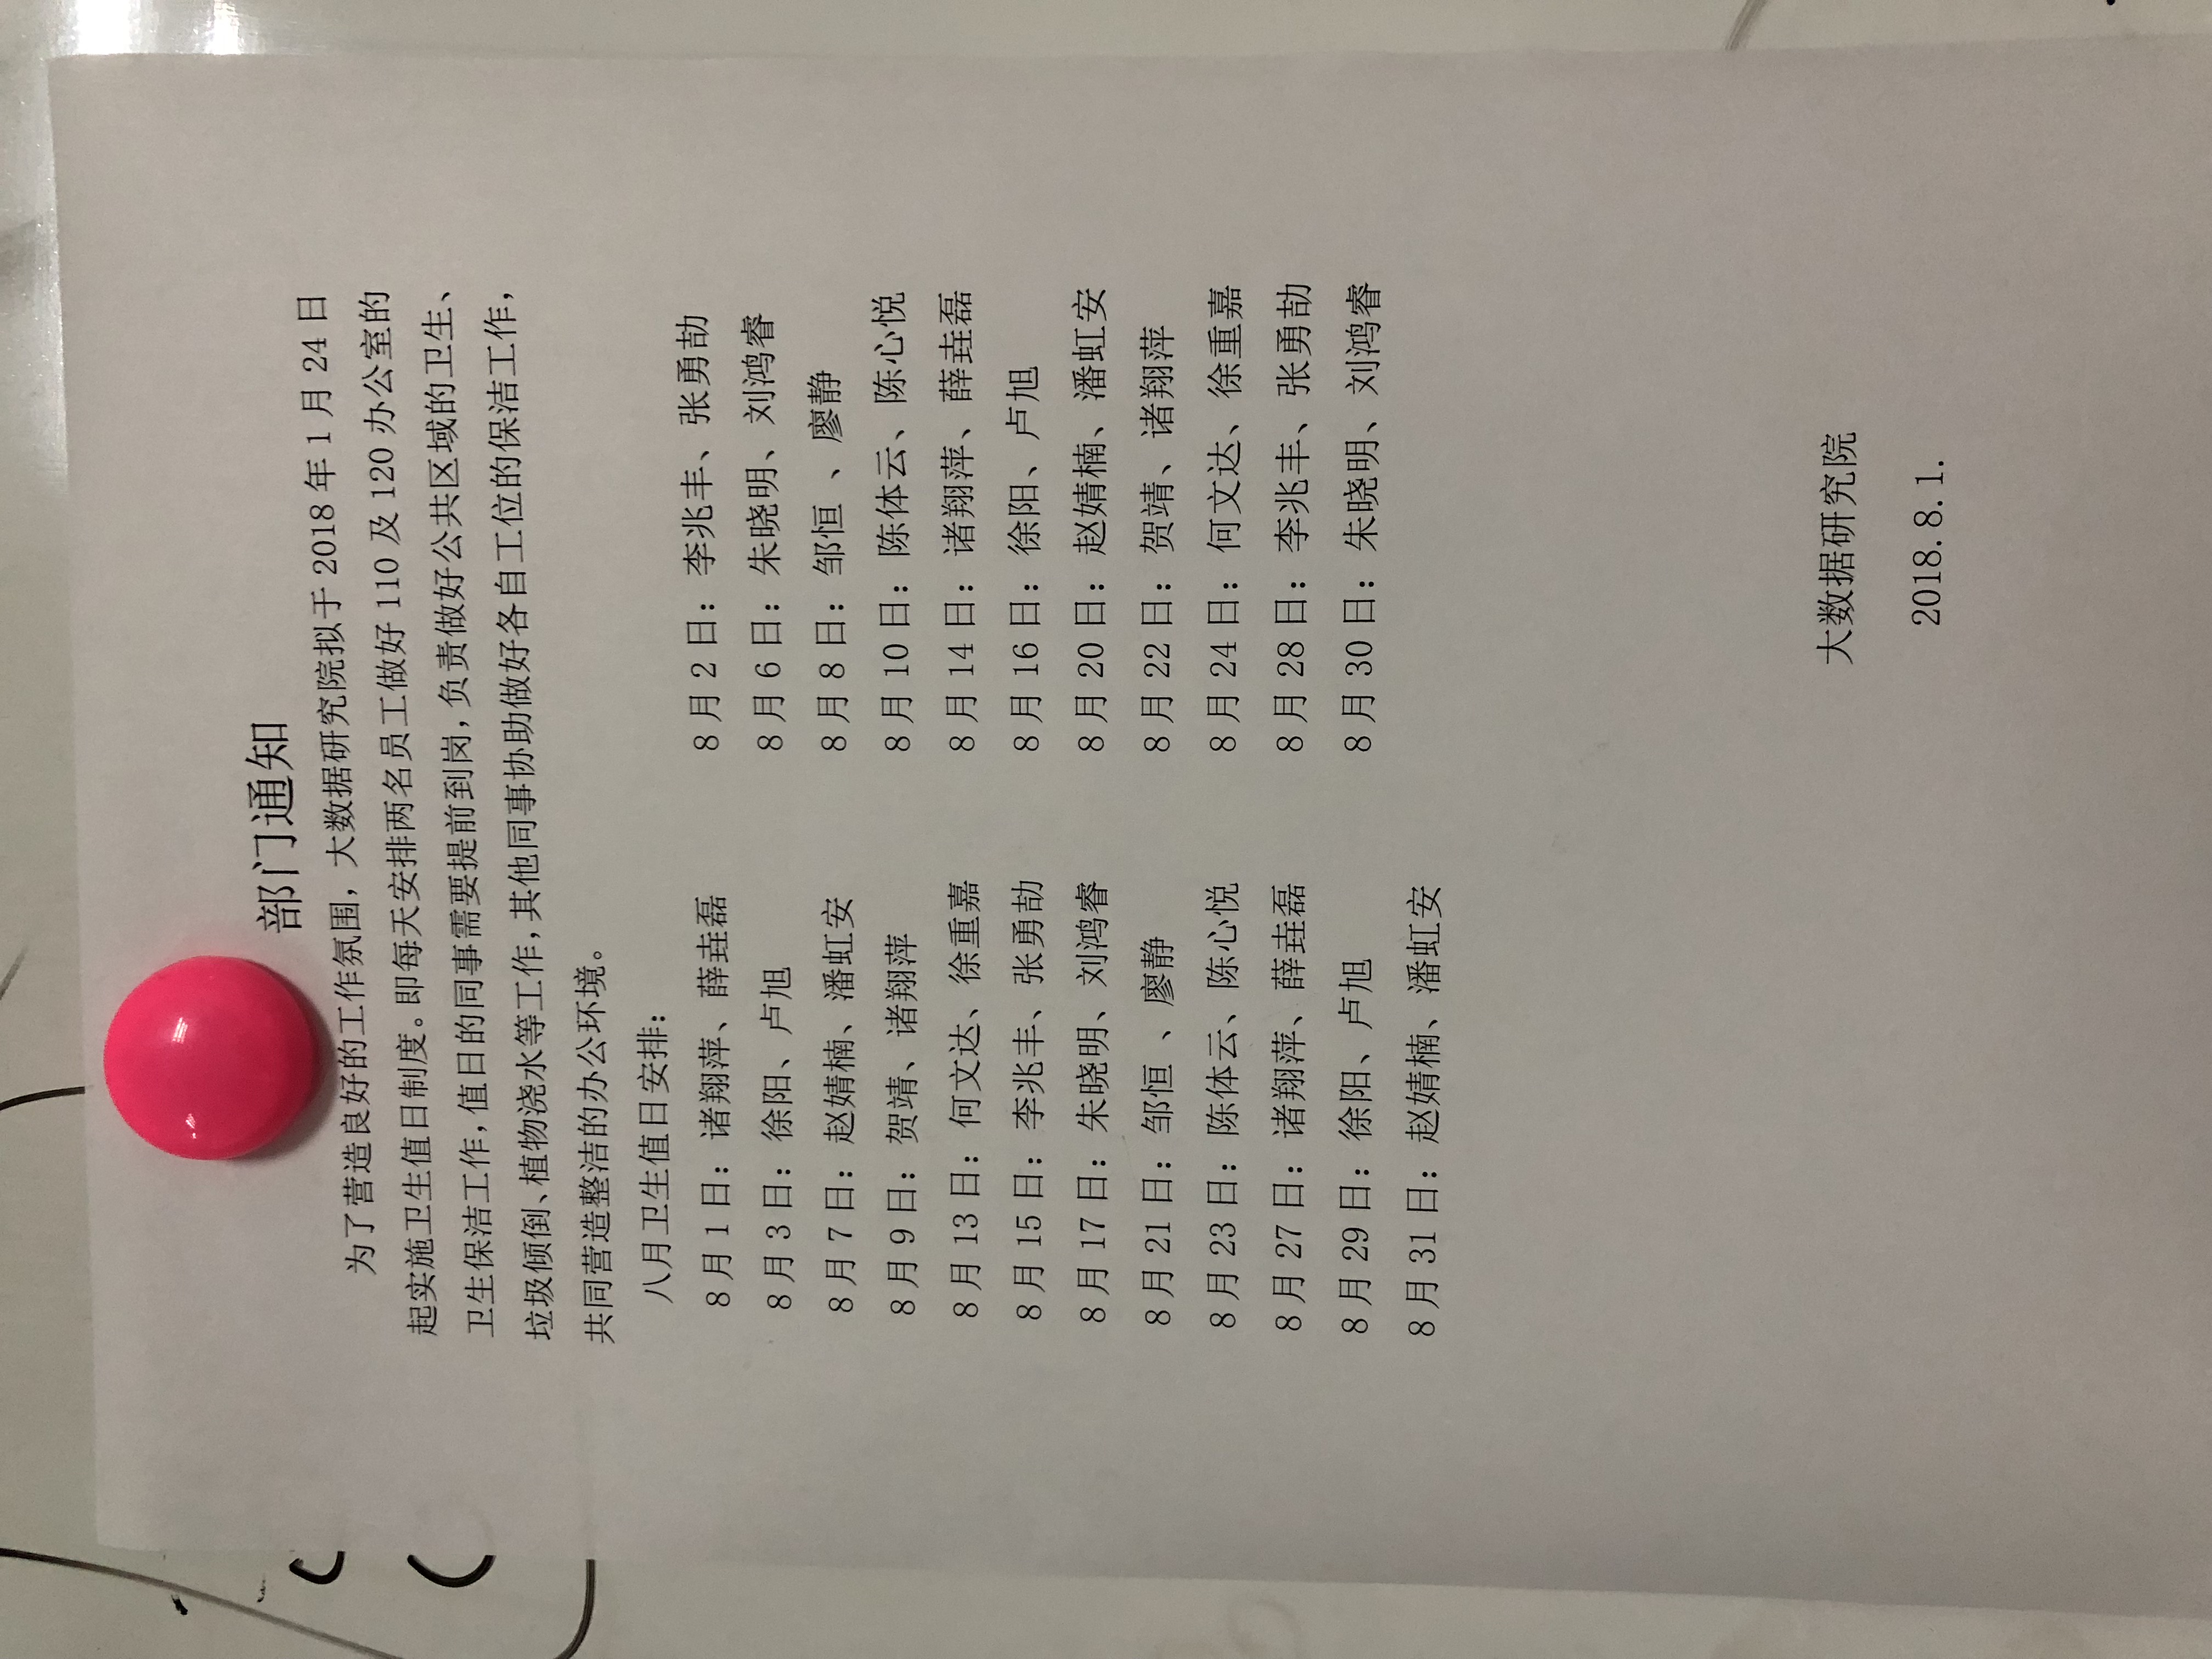 部门通知
为了营造良好的工作氛围，大数据研究院拟于 2018 年 1 月 24 日
起实施卫生值日制度。即每天安排两名员工做好 110 及 120 办公室的
卫生保洁工作，值日的同事需要提前到岗，负责做好公共区域的卫生、
垃圾倾倒、植物浇水等工作，其他同事协助做好各自工位的保洁工作，
共同营造整洁的办公环境。
八月卫生值日安排：
8 月 1 日：诸翔萍、薛垚磊 8 月 2 日：李兆丰、张勇劼
8 月 3 日：徐阳、卢旭 8 月 6 日：朱晓明、刘鸿睿
8 月 7 日：赵婧楠、潘虹安 8 月 8 日：邹恒 、廖静
8 月 9 日：贺靖、诸翔萍 8 月 10 日：陈体云、陈心悦
8 月 13 日：何文达、徐重嘉 8 月 14 日：诸翔萍、薛垚磊
8 月 15 日：李兆丰、张勇劼 8 月 16 日：徐阳、卢旭
8 月 17 日：朱晓明、刘鸿睿 8 月 20 日：赵婧楠、潘虹安
8 月 21 日：邹恒 、廖静 8 月 22 日：贺靖、诸翔萍
8 月 23 日：陈体云、陈心悦 8 月 24 日：何文达、徐重嘉
8 月 27 日：诸翔萍、薛垚磊 8 月 28 日：李兆丰、张勇劼
8 月 29 日：徐阳、卢旭 8 月 30 日：朱晓明、刘鸿睿
8 月 31 日：赵婧楠、潘虹安
大数据研究院
2018.8.1.